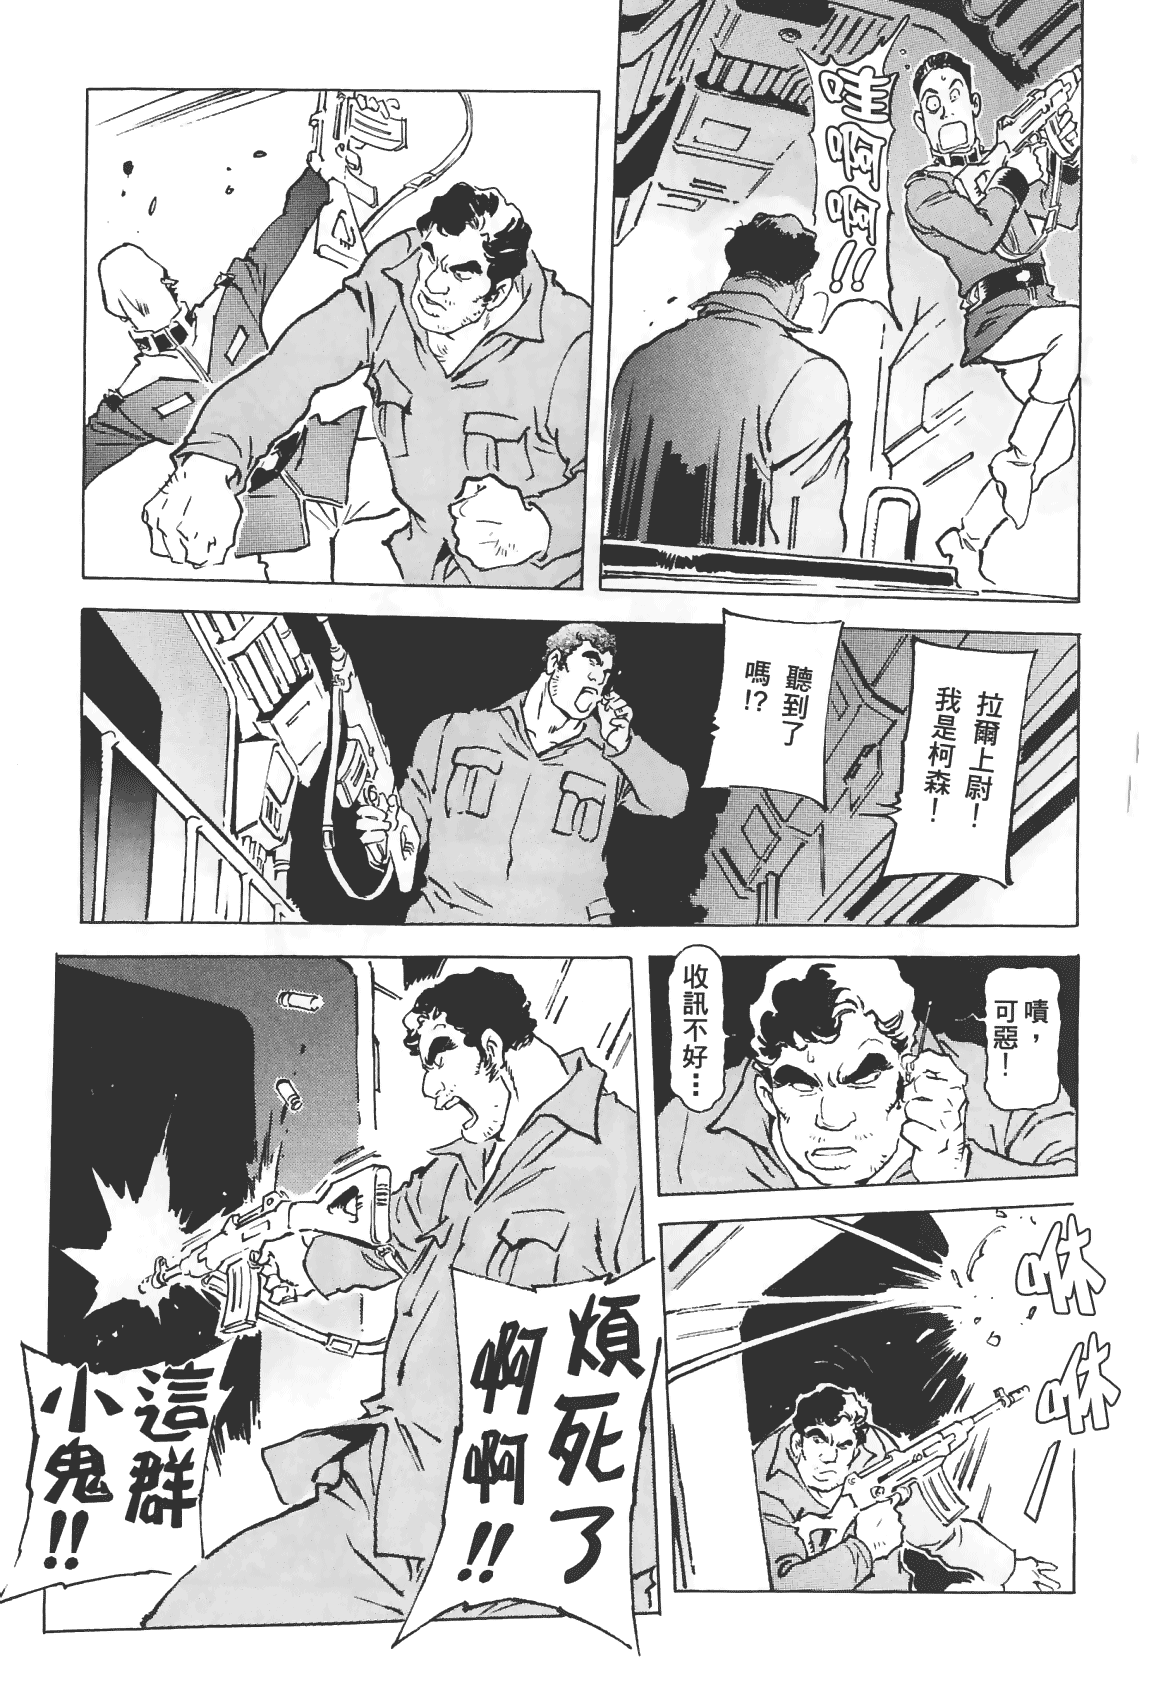 哇啊啊!!
拉爾上尉！
我是柯森！
聽到了
嗎!?
嘖，
可惡！
收訊不好…
咻
咻
煩死了
啊啊!!
這群
小鬼!!